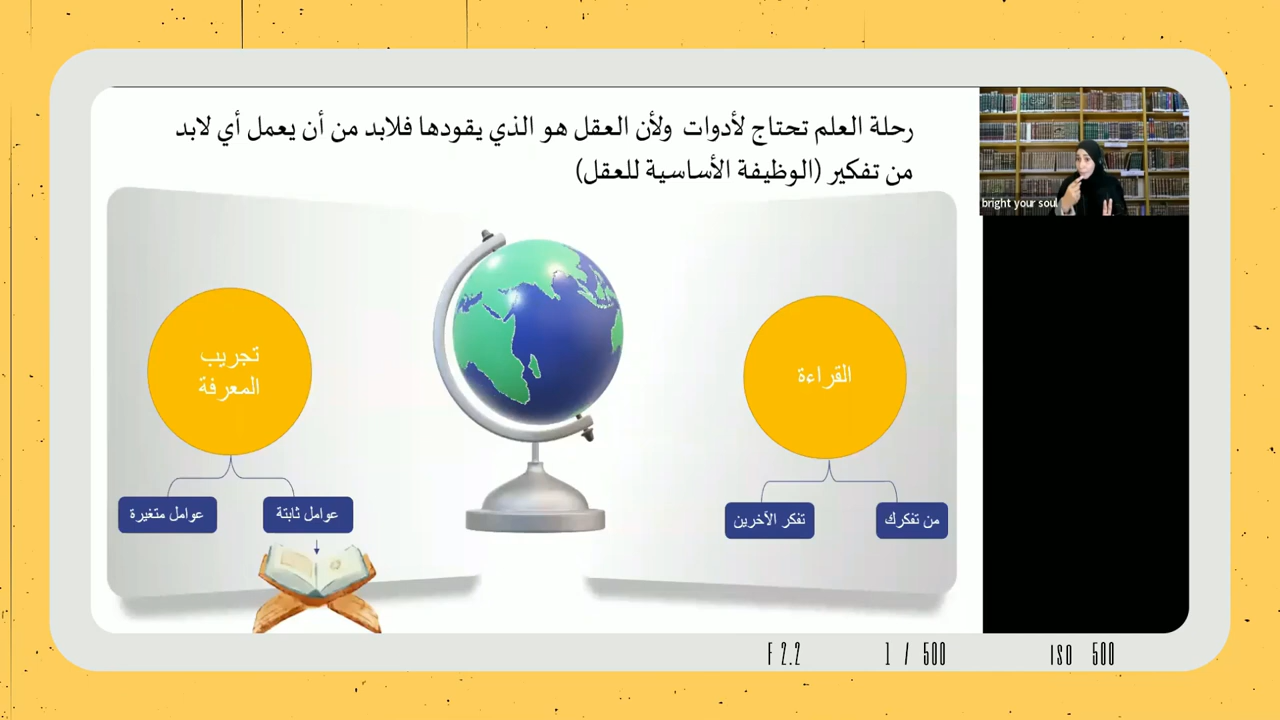 رحلة العلم تحتاج لأدوات ولأن العقل هو الذي يقودها فلابد من أن يعمل أي لابد
من تفكير (الوظيفة الأساسية للعقل)
bright your soul
القراءة
من تفكرك
تفكر الآخرين
تجريب
المعرفة
عوامل ثابتة
عوامل متغيرة
F 2.2
1 / 500
ISO 500